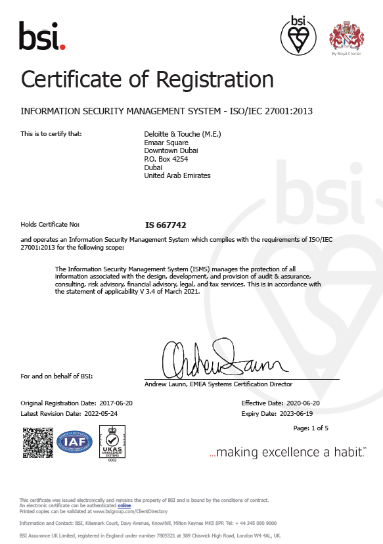 bsi.
bsi
By Royal Charter
Certificate of Registration
INFORMATION SECURITY MANAGEMENT SYSTEM - ISO/IEC 27001:2013
This is to certify that:
Deloitte & Touche (M.E.)
Emaar Square
Downtown Dubai
P.O. Box 4254
Dubai
United Arab Emirates
bsi
Holds Certificate No:
IS 667742
and operates an Information Security Management System which complies with the requirements of ISO/IEC
27001:2013 for the following scope:
The Information Security Management System (ISMS) manages the protection of all
information associated with the design, development, and provision of audit & assurance,
consulting, risk advisory, financial advisory, legal, and tax services. This is in accordance with
the statement of applicability V 3.4 of March 2021.
For and on behalf of BSI:
Andrew Launn, EMEA Systems Certification Director
Original Registration Date: 2017-06-20
Effective Date: 2020-06-20
Latest Revision Date: 2022-05-24
Expiry Date: 2023-06-19
Page: 1 of 5
IAF
UKAS
...making excellence a habit.™
This certificate was issued electronically and remains the property of BSI and is bound by the conditions of contract.
An electronic certificate can be authenticated online.
Printed copies can be validated at www.bsigroup.com/ClientDirectory
Information and Contact: BSI, Kitemark Court, Davy Avenue, Knowlhill, Milton Keynes MK5 8PP. Tel: + 44 345 080 9000
BSI Assurance UK Limited, registered in England under number 7805321 at 389 Chiswick High Road, London W4 4AL, UK.